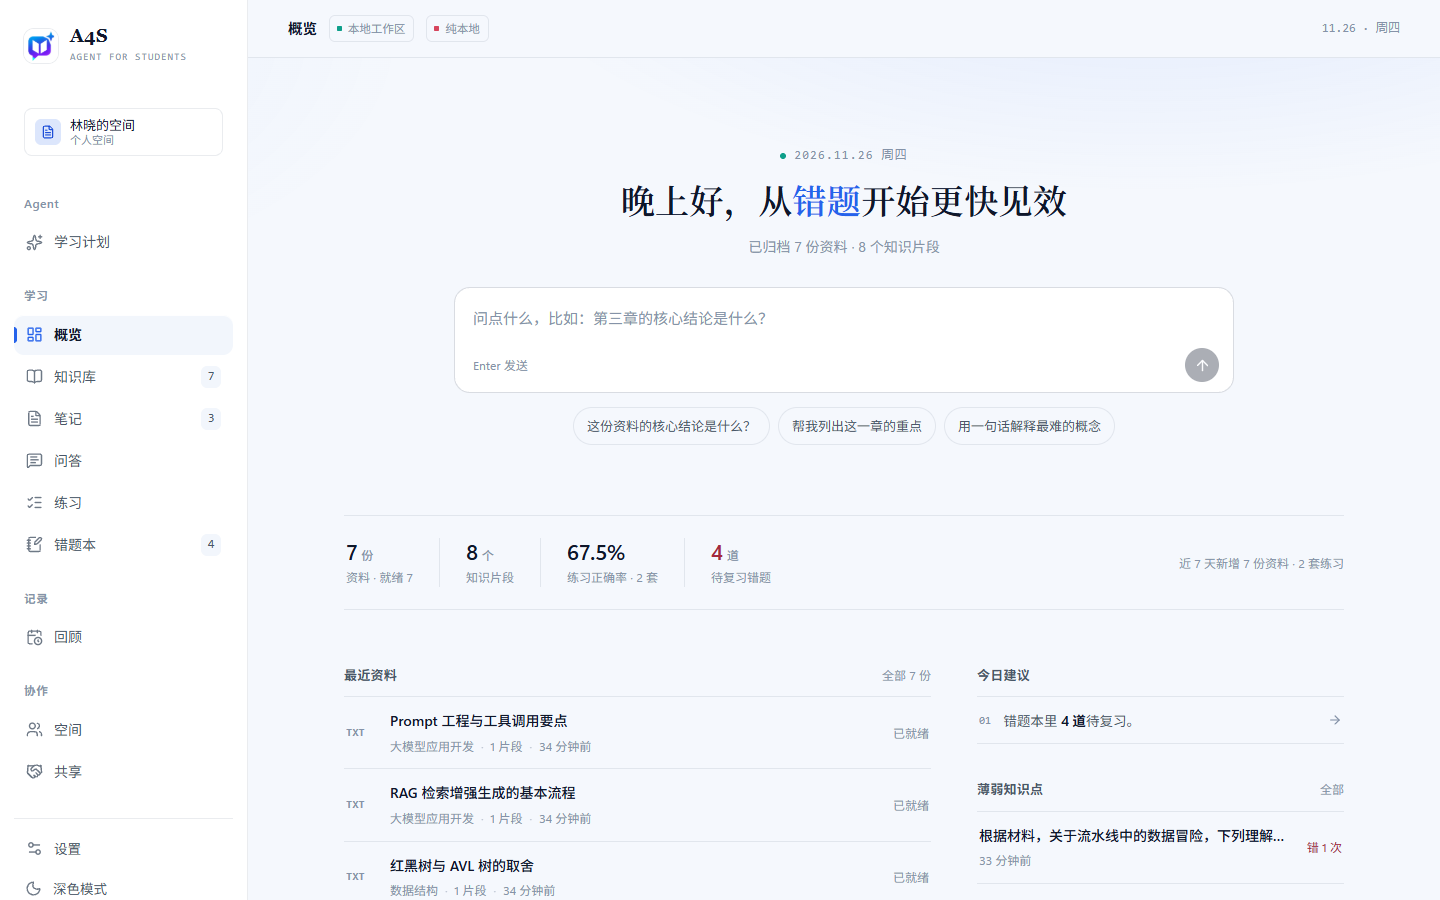 A4S
AGENT FOR STUDENTS
林晓的空间
个人空间
Agent
学习计划
学习
概览
知识库 7
笔记 3
问答
练习
错题本 4
记录
回顾
协作
空间
共享
设置
深色模式
概览 本地工作区 纯本地 11.26 · 周四
2026.11.26 周四
晚上好，从错题开始更快见效
已归档 7 份资料 · 8 个知识片段
问点什么，比如：第三章的核心结论是什么？
Enter 发送
这份资料的核心结论是什么？ 帮我列出这一章的重点 用一句话解释最难的概念
7 份 8 个 67.5% 4 道
资料 · 就绪 7 知识片段 练习正确率 · 2 套 待复习错题
近 7 天新增 7 份资料 · 2 套练习
最近资料 全部 7 份
TXT Prompt 工程与工具调用要点 已就绪
大模型应用开发 · 1 片段 · 34 分钟前
TXT RAG 检索增强生成的基本流程 已就绪
大模型应用开发 · 1 片段 · 34 分钟前
TXT 红黑树与 AVL 树的取舍 已就绪
数据结构 · 1 片段 · 34 分钟前
今日建议
01 错题本里 4 道待复习。
薄弱知识点 全部
根据材料，关于流水线中的数据冒险，下列理解... 错 1 次
33 分钟前